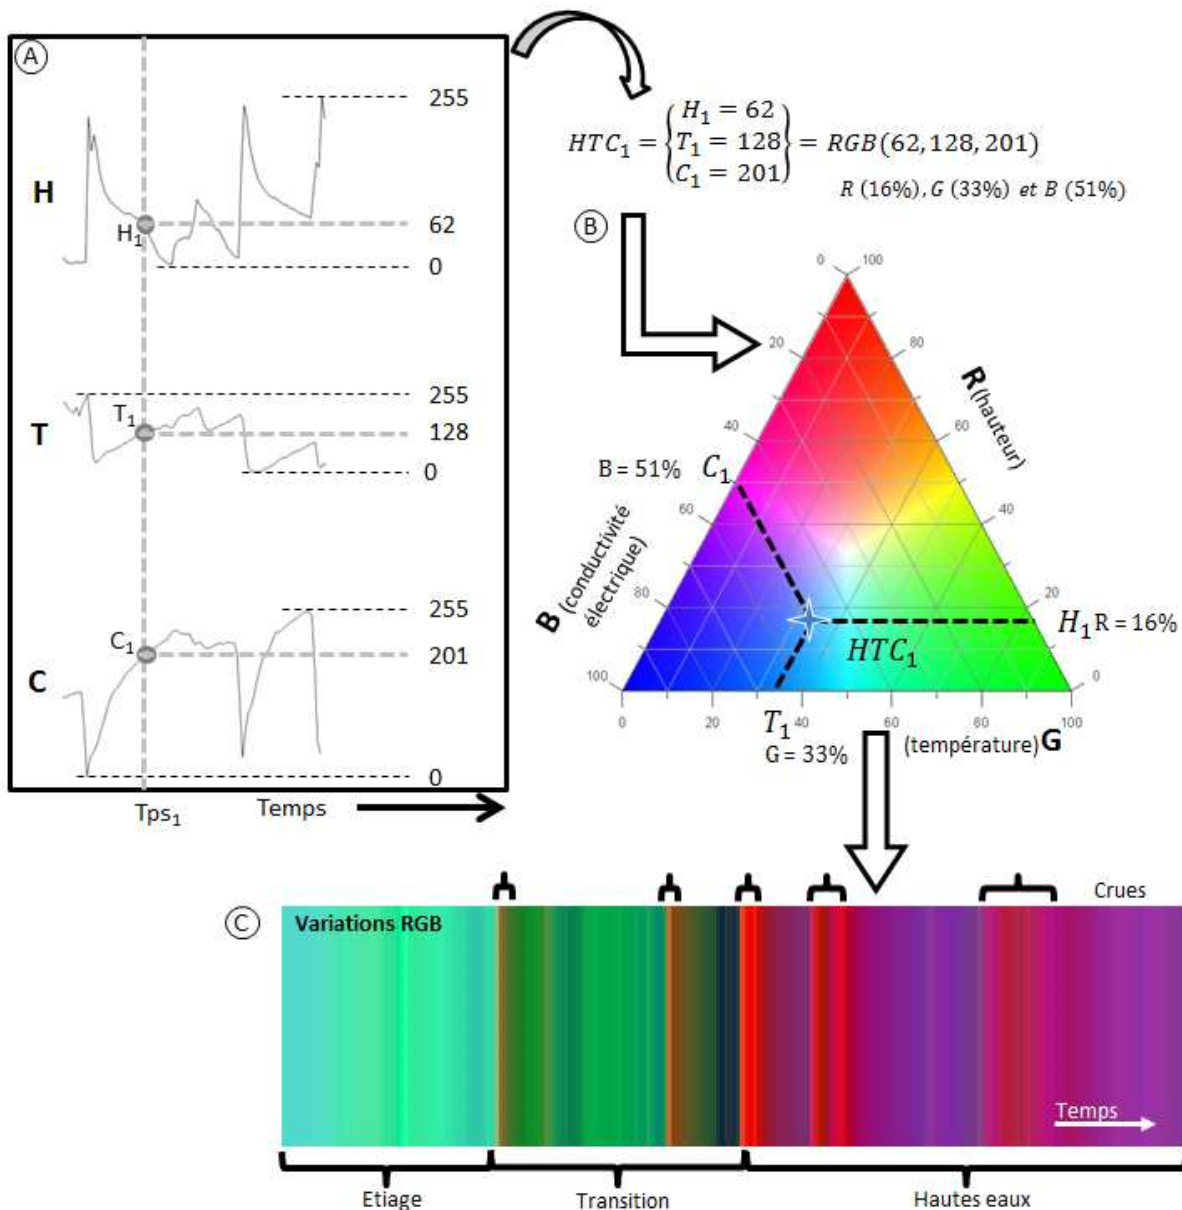 A
H
255
62
0
H1
T
255
128
0
T1
C
255
201
0
C1
Tps1
Temps
HTC1 = { H1 = 62
T1 = 128
C1 = 201 } = RGB(62,128,201)
R (16%), G (33%) et B (51%)
B
0
100
20
80
40
60
60
40
80
20
100
0
0
20
40
60
80
100
R (hauteur)
B = 51% C1
B (conductivité
électrique)
H1 R = 16%
HTC1
T1
G = 33%
(température) G
C
Variations RGB
Crues
Temps
Etiage
Transition
Hautes eaux